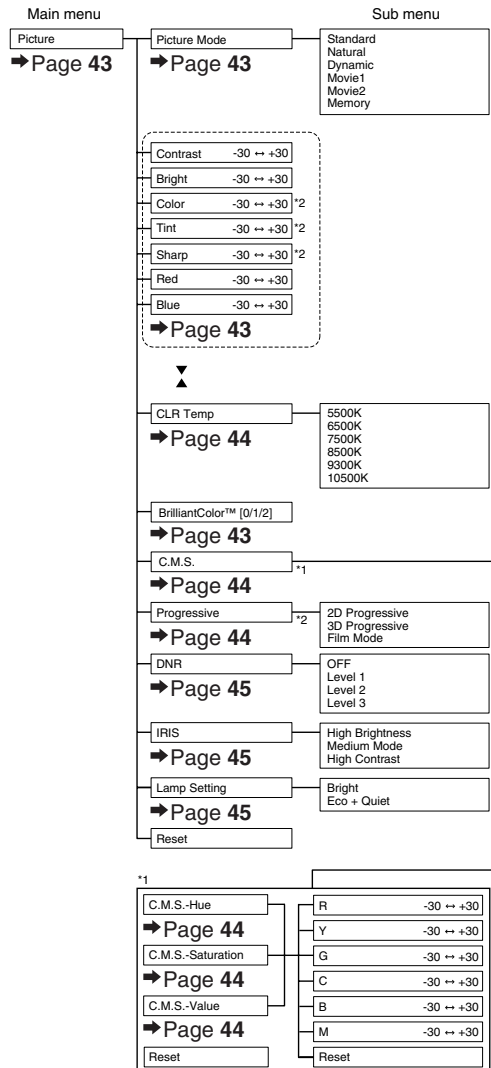 Main menu
Sub menu
Picture
➡Page 43
Picture Mode
➡Page 43
Standard
Natural
Dynamic
Movie1
Movie2
Memory
Contrast -30 ↔ +30
Bright -30 ↔ +30
Color -30 ↔ +30 *2
Tint -30 ↔ +30 *2
Sharp -30 ↔ +30 *2
Red -30 ↔ +30
Blue -30 ↔ +30
➡Page 43
CLR Temp
➡Page 44
5500K
6500K
7500K
8500K
9300K
10500K
BrilliantColor™ [0/1/2]
➡Page 43
C.M.S. *1
➡Page 44
Progressive *2
➡Page 44
2D Progressive
3D Progressive
Film Mode
DNR
➡Page 45
OFF
Level 1
Level 2
Level 3
IRIS
➡Page 45
High Brightness
Medium Mode
High Contrast
Lamp Setting
➡Page 45
Bright
Eco + Quiet
Reset
*1
C.M.S.-Hue
➡Page 44
C.M.S.-Saturation
➡Page 44
C.M.S.-Value
➡Page 44
Reset
R -30 ↔ +30
Y -30 ↔ +30
G -30 ↔ +30
C -30 ↔ +30
B -30 ↔ +30
M -30 ↔ +30
Reset